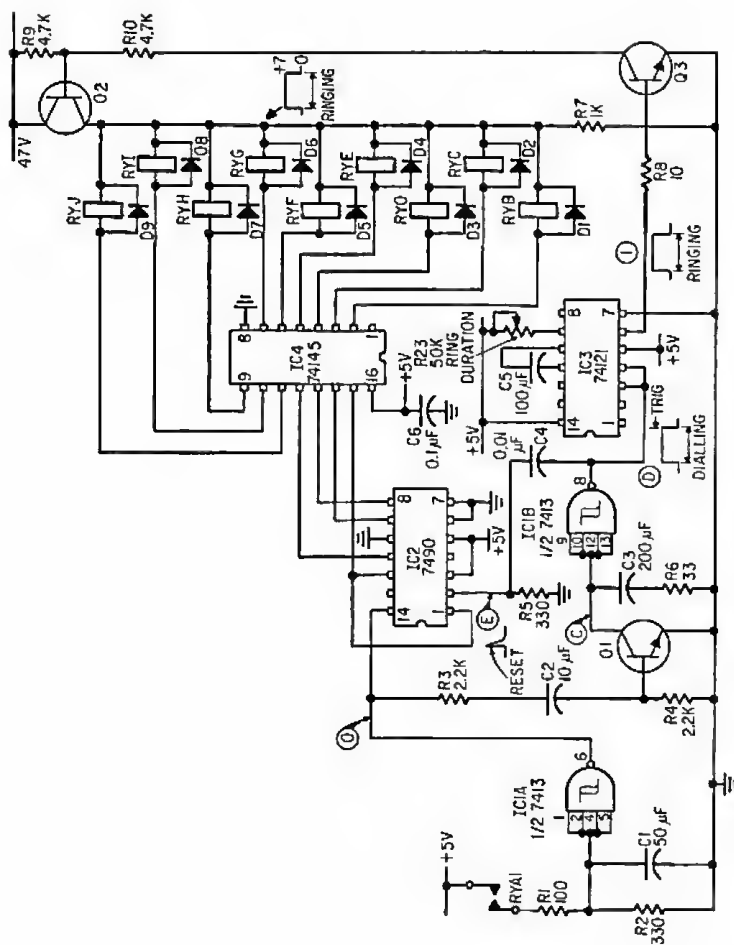 47V
R9
4.7K
R10
4.7K
Q2
+7
0
RINGING
RYJ
D9
RYI
D8
RYH
D7
RYG
D6
RYF
D5
RYE
D4
RYD
D3
RYC
D2
RYB
D1
R7
1K
Q3
R8
10
1
RINGING
9
8
IC4
74145
16
1
+5V
C6
0.1µF
R23
50K
RING
DURATION
+5V
C5
100µF
14
8
IC3
74121
1
7
+5V
TRIG
D
DIALLING
0.01
µF
C4
8
IC1B
1/2 7413
9
10
12
13
C3
200µF
R6
33
C
Q1
14
8
IC2
7490
1
7
+5V
E
R5
330
RESET
R3
2.2K
C2
10µF
R4
2.2K
O
6
IC1A
1/2 7413
1
2
4
5
+5V
RYA1
R1
100
C1
50µF
R2
330